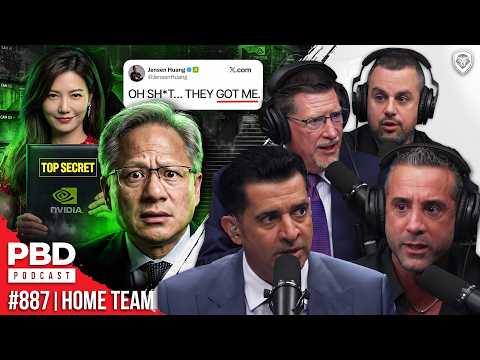 Jensen Huang
@JensenHuang
X.com
OH SH*T... THEY GOT ME.
TOP SECRET
NVIDIA
PBD
PODCAST
#887 | HOME TEAM